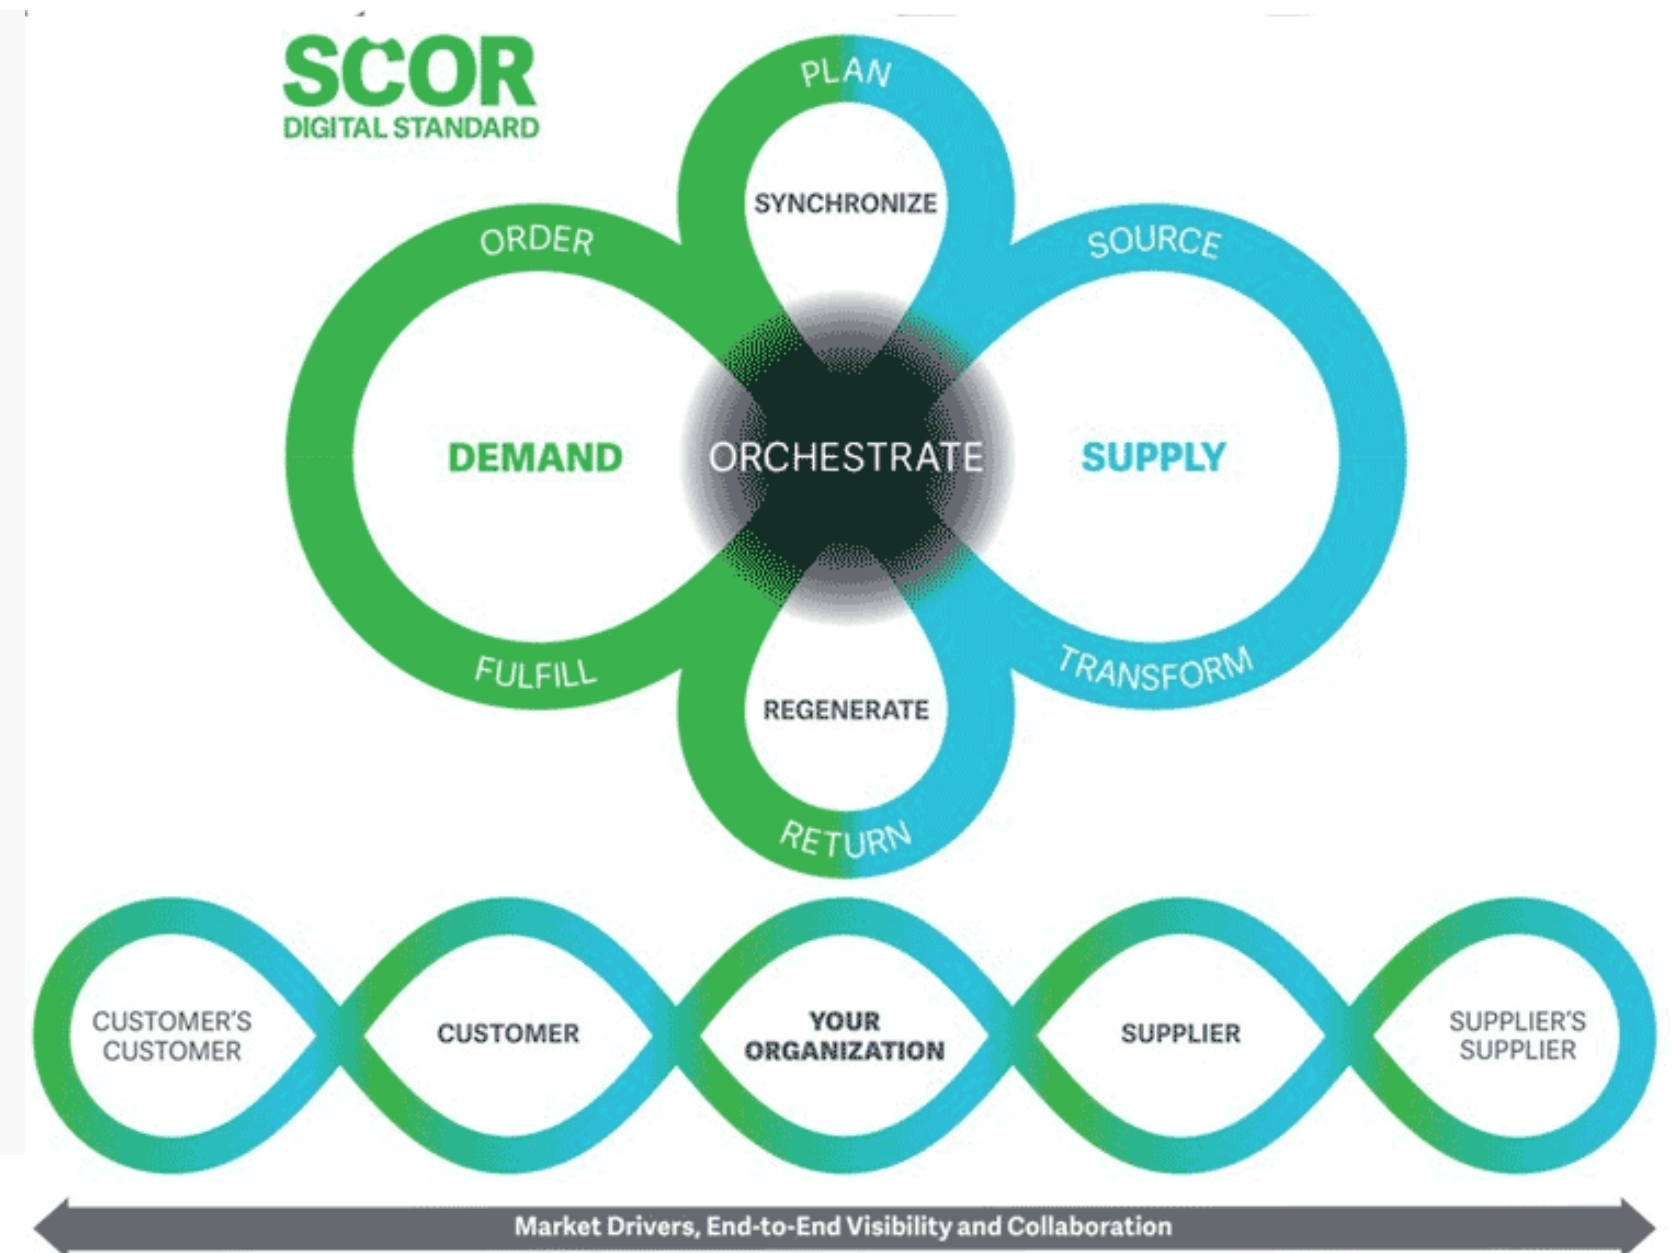 SCOR
DIGITAL STANDARD
PLAN
SYNCHRONIZE
ORDER
SOURCE
DEMAND
ORCHESTRATE
SUPPLY
FULFILL
TRANSFORM
REGENERATE
RETURN
CUSTOMER'S
CUSTOMER
CUSTOMER
YOUR
ORGANIZATION
SUPPLIER
SUPPLIER'S
SUPPLIER
Market Drivers, End-to-End Visibility and Collaboration